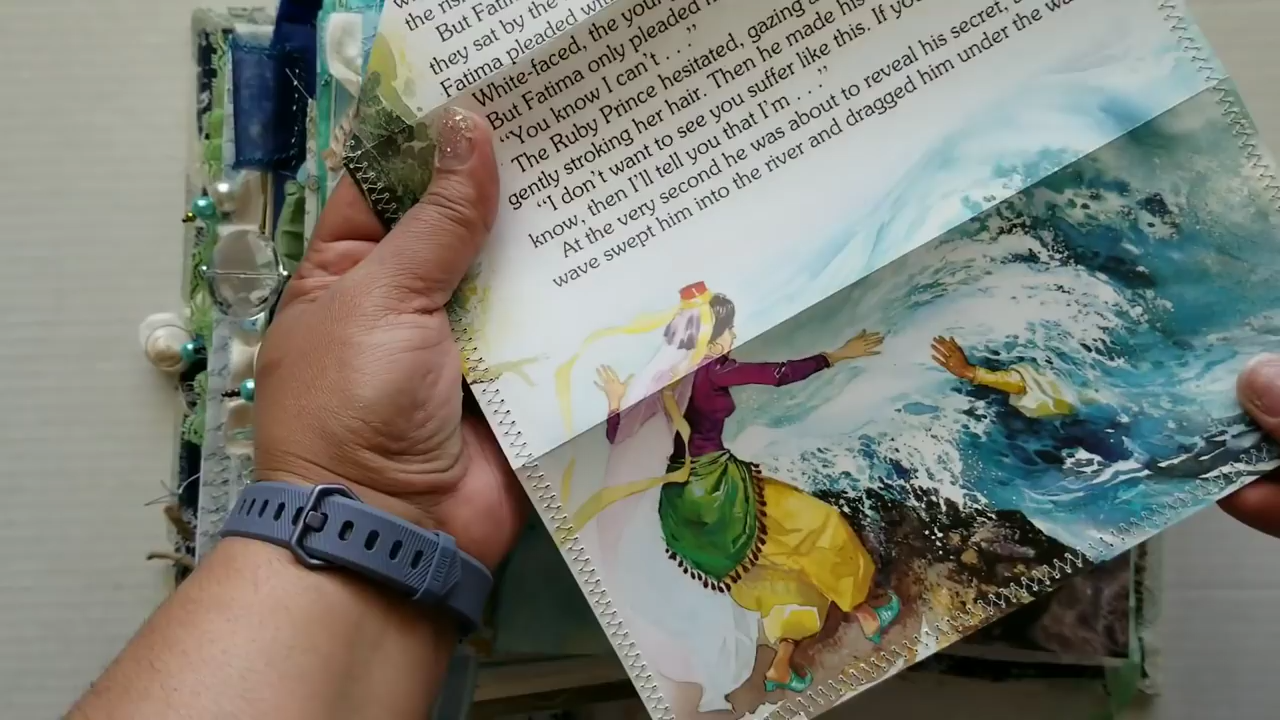 the ris
But Fatim
they sat by the
Fatima pleaded wit
White-faced, the your
But Fatima only pleaded
"You know I can't . . ."
The Ruby Prince hesitated, gazing
gently stroking her hair. Then he made his
"I don't want to see you suffer like this. If you
know, then I'll tell you that I'm . . ."
At the very second he was about to reveal his secret,
wave swept him into the river and dragged him under the wa